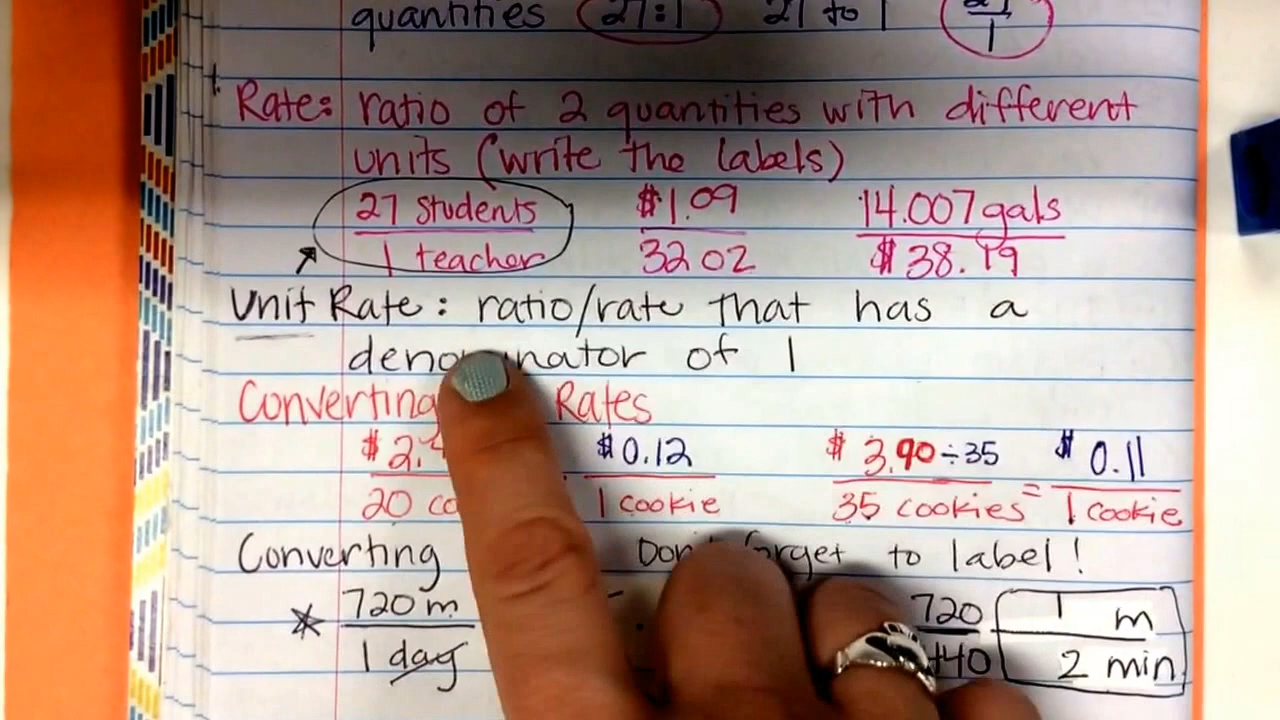 quantities 27:1 27 to 1 27/1
Rate: ratio of 2 quantities with different
units (write the labels)
27 students $1.09 14.007 gals
1 teacher 32 oz $38.19
Unit Rate: ratio/rate that has a
of 1
Converting Rates
$0.12 $3.90÷35 $0.11
20 1 cookie 35 cookies = 1 cookie
Converting to label!
720 m 720 1 m
1 day 2 min